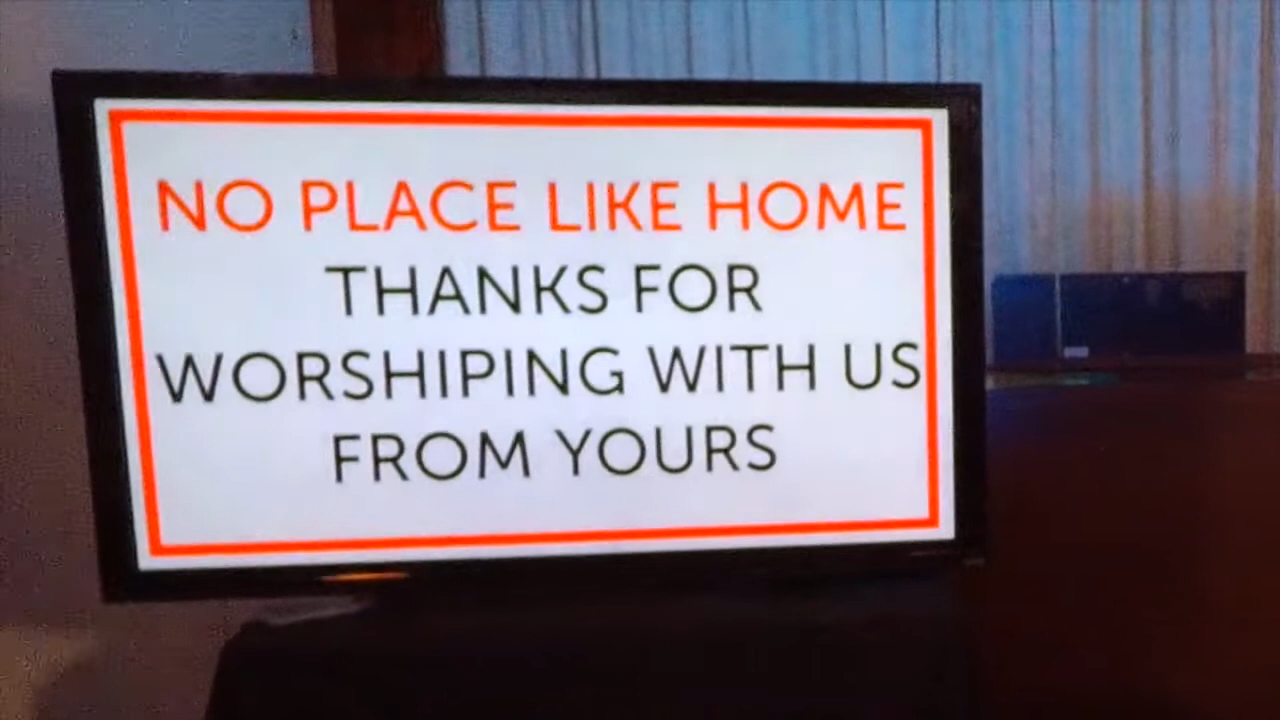 NO PLACE LIKE HOME
THANKS FOR
WORSHIPING WITH US
FROM YOURS